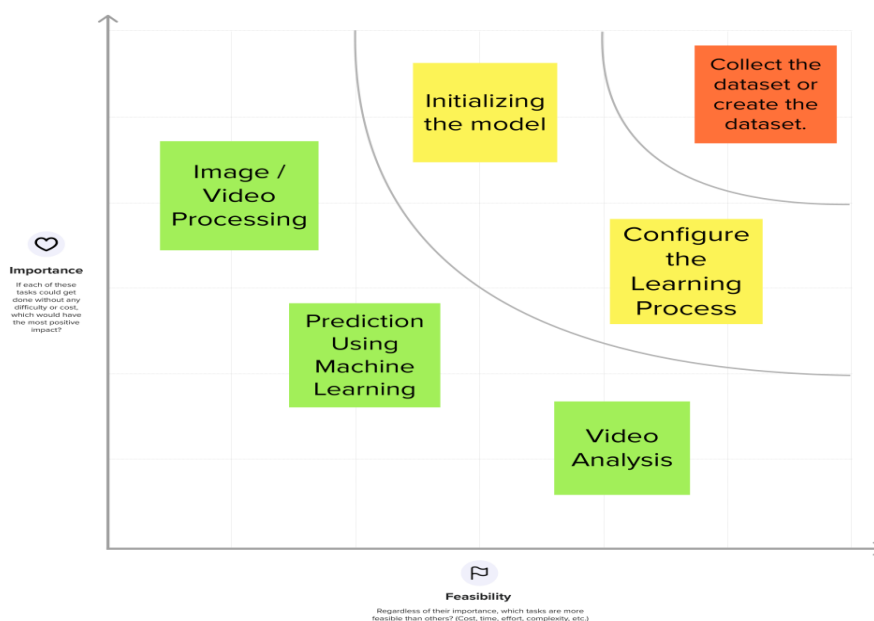 Collect the
dataset or
create the
dataset.
Initializing
the model
Image /
Video
Processing
Configure
the
Learning
Process
Importance
If each of these
tasks could get
done without any
difficulty or cost,
which would have
the most positive
impact?
Prediction
Using
Machine
Learning
Video
Analysis
Feasibility
Regardless of their importance, which tasks are more
feasible than others? (Cost, time, effort, complexity, etc.)